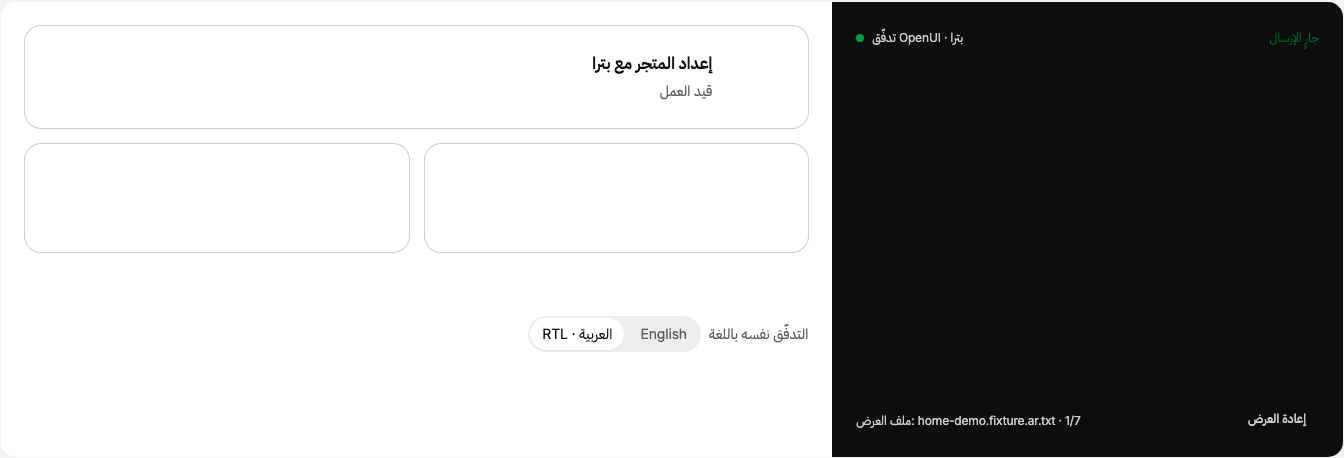 إعداد المتجر مع بترا
قيد العمل
التدفّق نفسه باللغة English العربية · RTL
تدفّق OpenUI · بترا
جارٍ الإرسال
ملف العرض: home-demo.fixture.ar.txt · 1/7
إعادة العرض